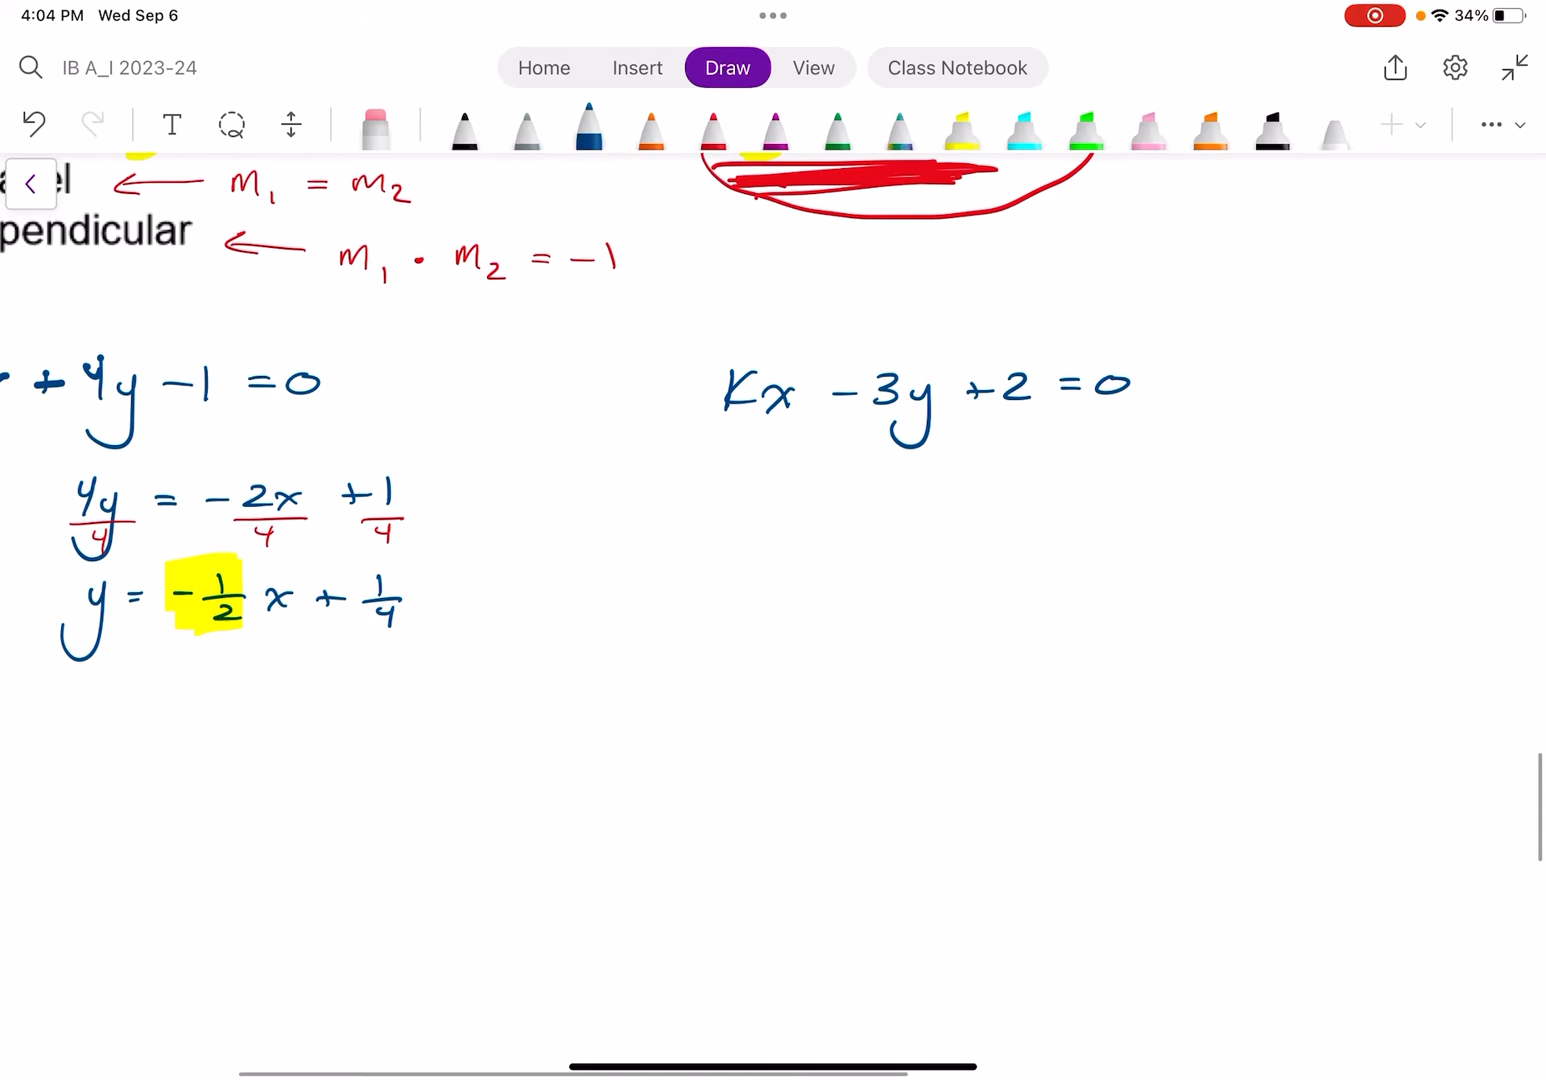 4:04 PM Wed Sep 6
34%
IB A_I 2023-24
Home Insert Draw View Class Notebook
T
el ← m₁ = m₂
pendicular ← m₁ · m₂ = -1
+ 4y - 1 = 0
4y/4 = -2x/4 + 1/4
y = -1/2 x + 1/4
Kx - 3y + 2 = 0